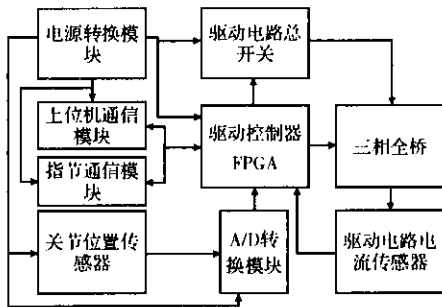 电源转换
模块
驱动电路总
开关
上位机通信
模块
驱动控制器
FPGA
三相全桥
指节通信模
块
关节位置传
感器
A/D转
换模块
驱动电路电
流传感器